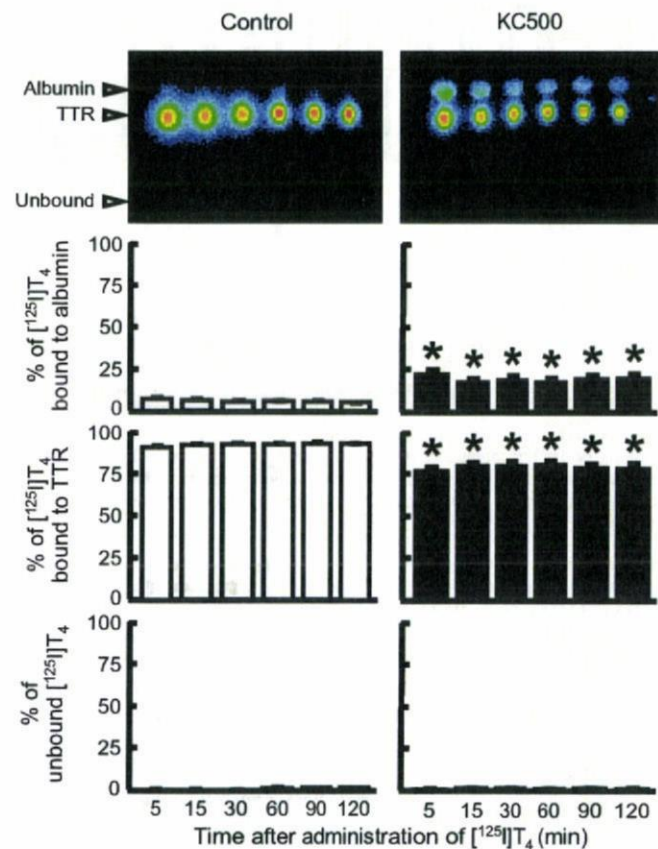 Control KC500
Albumin
TTR
Unbound
% of [¹²⁵I]T₄
bound to albumin
100
75
50
25
0
* * * * * *
% of [¹²⁵I]T₄
bound to TTR
100
75
50
25
0
* * * * * *
% of
unbound [¹²⁵I]T₄
100
75
50
25
0
5 15 30 60 90 120 5 15 30 60 90 120
Time after administration of [¹²⁵I]T₄ (min)